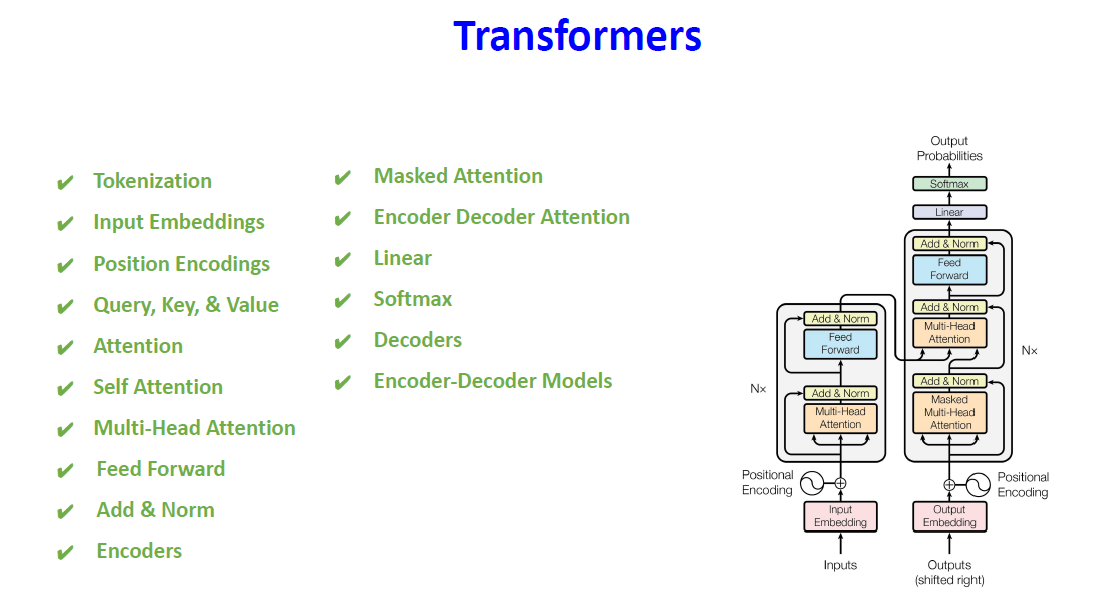 Transformers
Tokenization
Input Embeddings
Position Encodings
Query, Key, & Value
Attention
Self Attention
Multi-Head Attention
Feed Forward
Add & Norm
Encoders
Masked Attention
Encoder Decoder Attention
Linear
Softmax
Decoders
Encoder-Decoder Models
Output
Probabilities
Softmax
Linear
Add & Norm
Feed
Forward
Add & Norm
Multi-Head
Attention
Add & Norm
Masked
Multi-Head
Attention
Nx
Positional
Encoding
Output
Embedding
Outputs
(shifted right)
Add & Norm
Feed
Forward
Add & Norm
Multi-Head
Attention
Nx
Positional
Encoding
Input
Embedding
Inputs